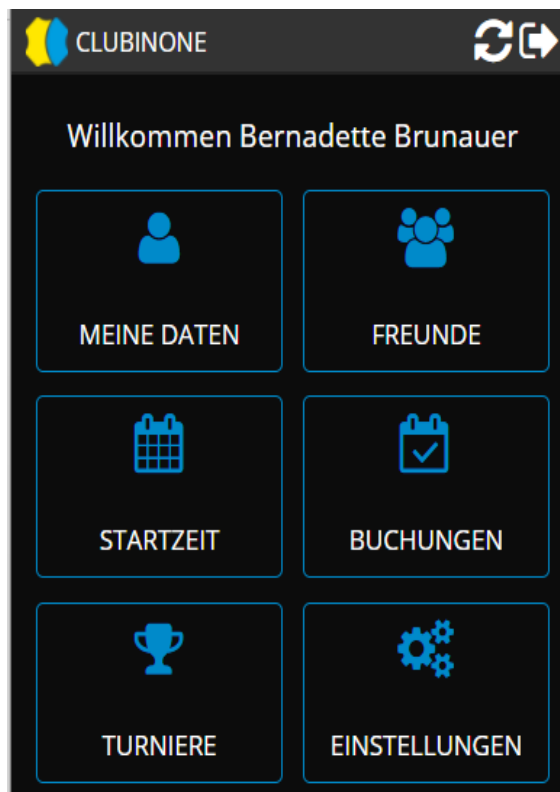 CLUBINONE
Willkommen Bernadette Brunauer
MEINE DATEN
FREUNDE
STARTZEIT
BUCHUNGEN
TURNIERE
EINSTELLUNGEN